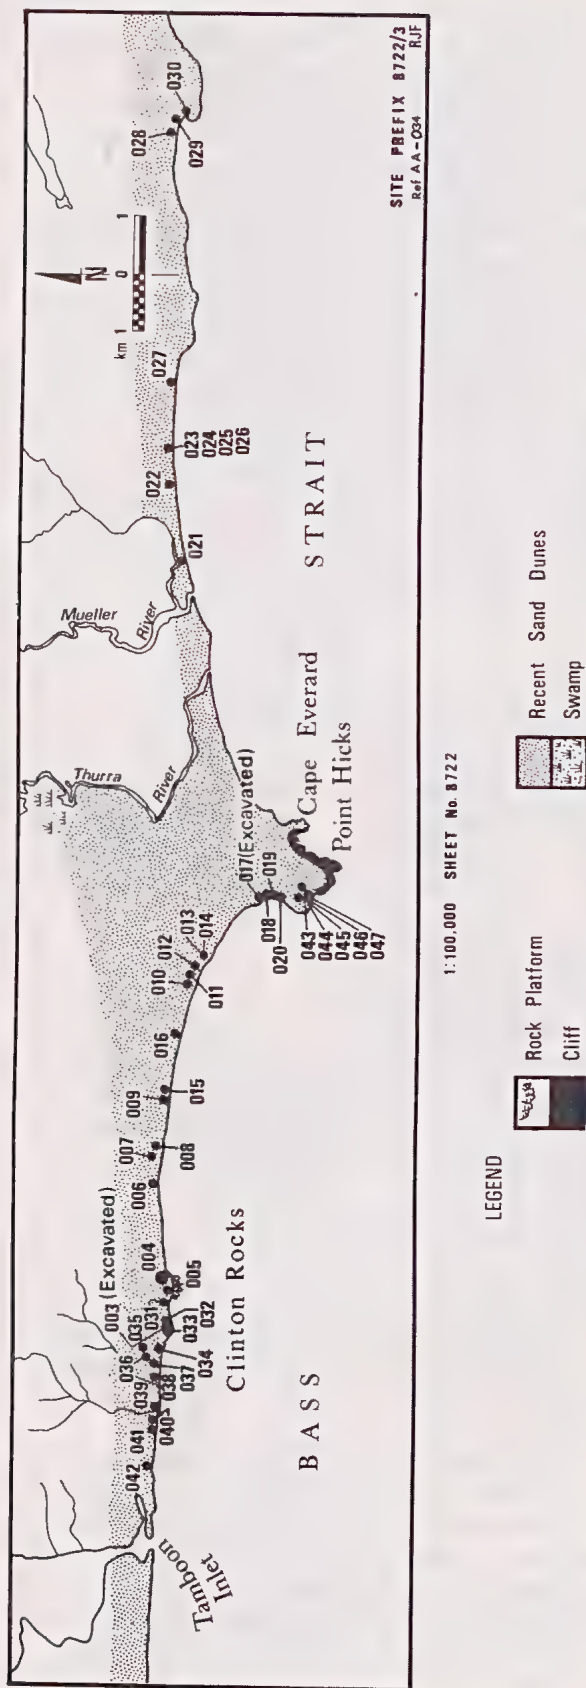 Tamboon
Inlet
042
041
040
039
038
037
036
035
034
003 (Excavated)
031
033
032
004
005
Clinton Rocks
006
007
008
009
015
016
010
011
012
013
014
Thurra
River
017 (Excavated)
018
019
020
043
044
045
046
047
Cape Everard
Point Hicks
Mueller
River
021
022
023
024
025
026
027
028
029
030
BASS
STRAIT
km 1 0 1
N
SITE PREFIX 8722/3
Ref AA-034 RJF
1:100,000 SHEET No. 8722
LEGEND
Rock Platform
Cliff
Recent Sand Dunes
Swamp